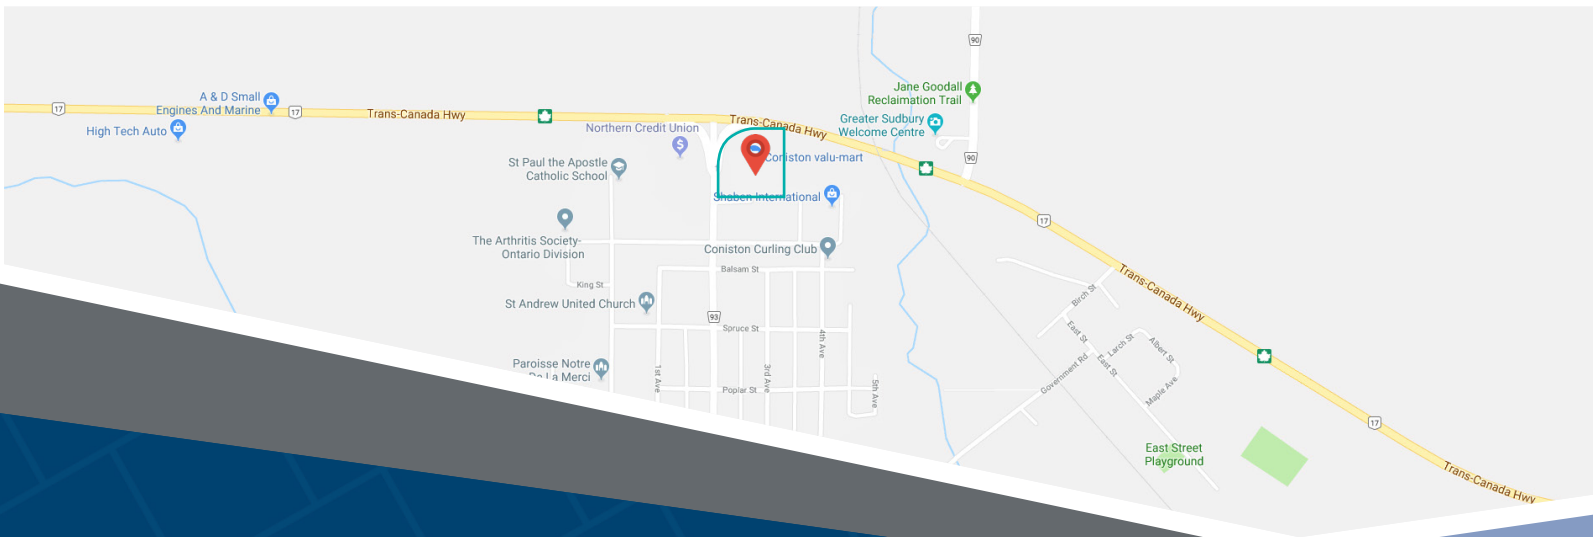 90
A & D Small
Engines And Marine
17
17
High Tech Auto
Trans-Canada Hwy
Northern Credit Union
$
Trans-Canada Hwy
Jane Goodall
Reclaimation Trail
Greater Sudbury
Welcome Centre
90
Coniston valu-mart
St Paul the Apostle
Catholic School
Shaben International
17
The Arthritis Society-
Ontario Division
Coniston Curling Club
Balsam St
King St
St Andrew United Church
93
Spruce St
4th Ave
Trans-Canada Hwy
Birch St
East St
Larch St
Albert St
East St
Government Rd
Maple Ave
Paroisse Notre
De La Merci
1st Ave
3rd Ave
Poplar St
5th Ave
17
East Street
Playground
Trans-Canada Hwy